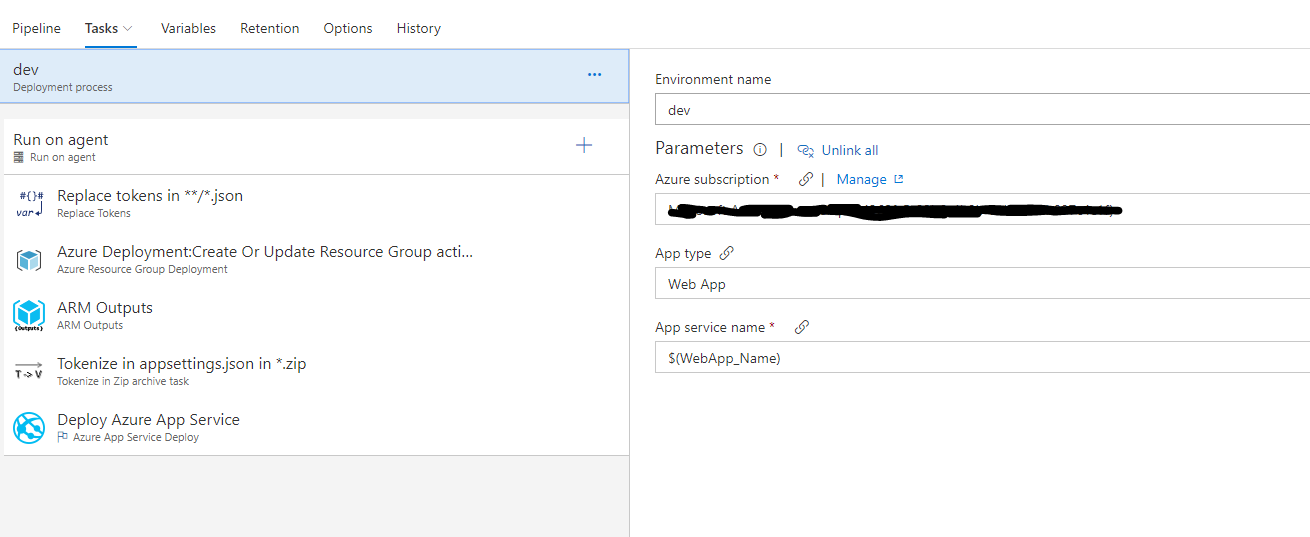 Pipeline Tasks Variables Retention Options History
dev
Deployment process
Run on agent
Run on agent
#{}#
var
Replace tokens in **/*.json
Replace Tokens
Azure Deployment:Create Or Update Resource Group acti...
Azure Resource Group Deployment
{Outputs}
ARM Outputs
ARM Outputs
T->V
Tokenize in appsettings.json in *.zip
Tokenize in Zip archive task
Deploy Azure App Service
Azure App Service Deploy
Environment name
dev
Parameters | Unlink all
Azure subscription * | Manage
App type
Web App
App service name *
$(WebApp_Name)